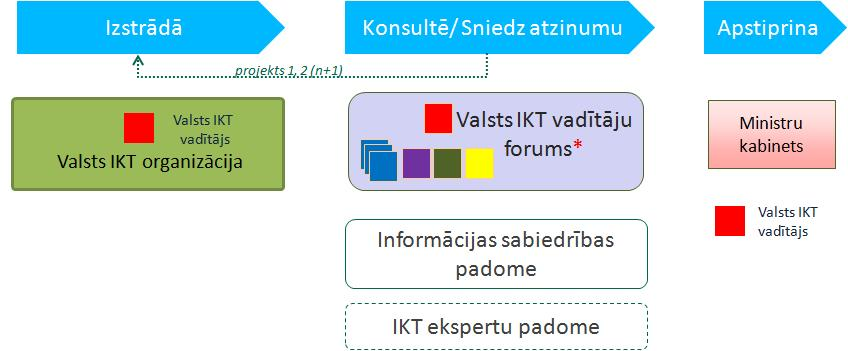 Izstrādā
Konsultē/ Sniedz atzinumu
Apstiprina
projekts 1, 2 (n+1)
Valsts IKT
vadītājs
Valsts IKT organizācija
Valsts IKT vadītāju
forums*
Ministru
kabinets
Valsts IKT
vadītājs
Informācijas sabiedrības
padome
IKT ekspertu padome